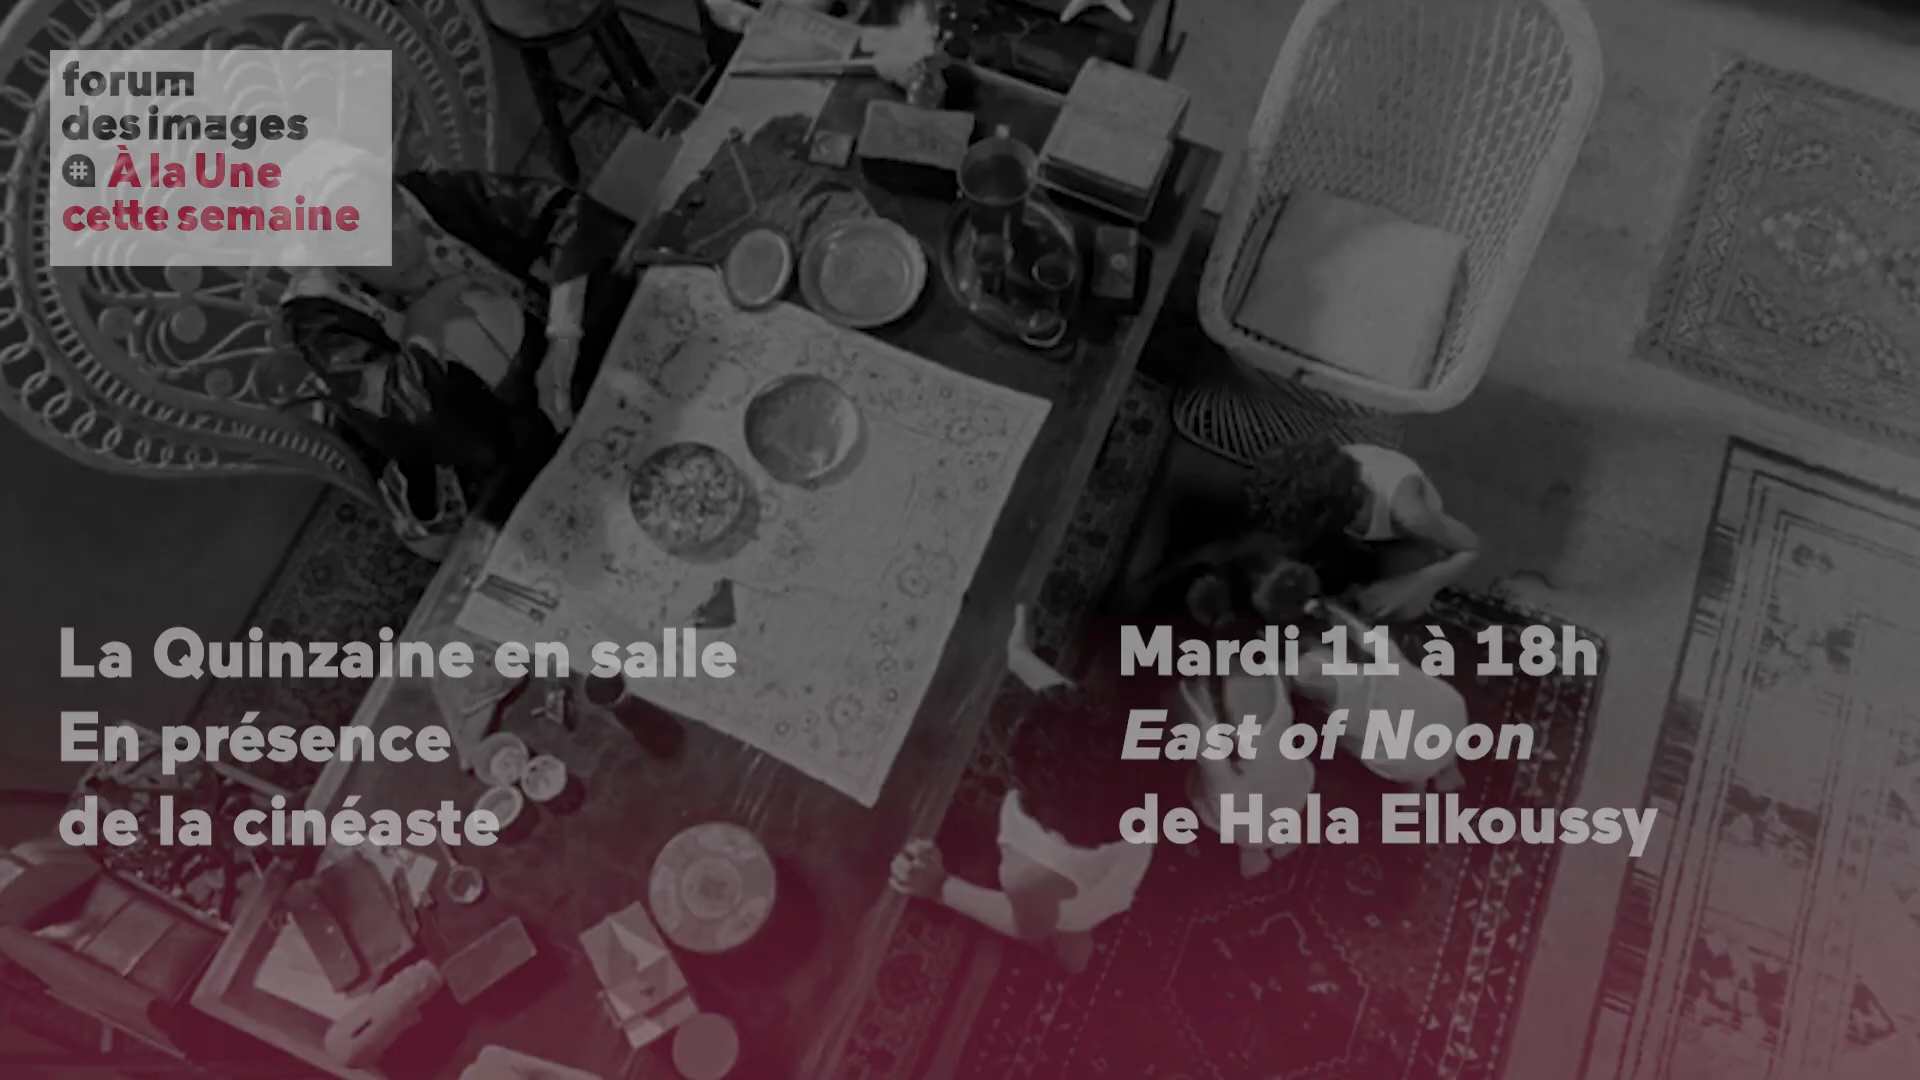 forum
des images
# À la Une
cette semaine
La Quinzaine en salle
En présence
de la cinéaste
Mardi 11 à 18h
East of Noon
de Hala Elkoussy